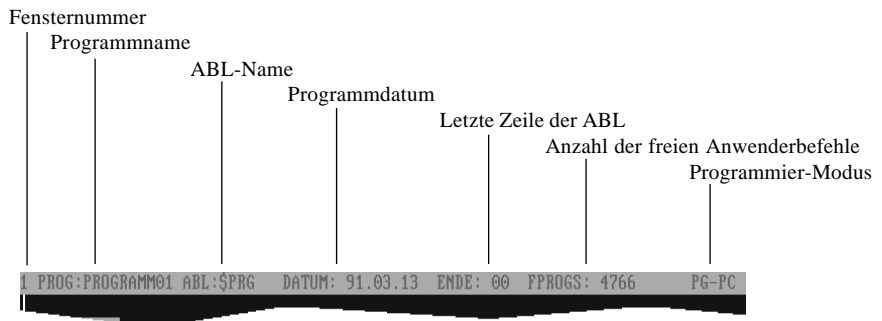 Fensternummer
Programmname
ABL-Name
Programmdatum
Letzte Zeile der ABL
Anzahl der freien Anwenderbefehle
Programmier-Modus
1 PROG:PROGRAMM01 ABL:$PRG DATUM: 91.03.13 ENDE: 00 FPROGS: 4766 PG-PC